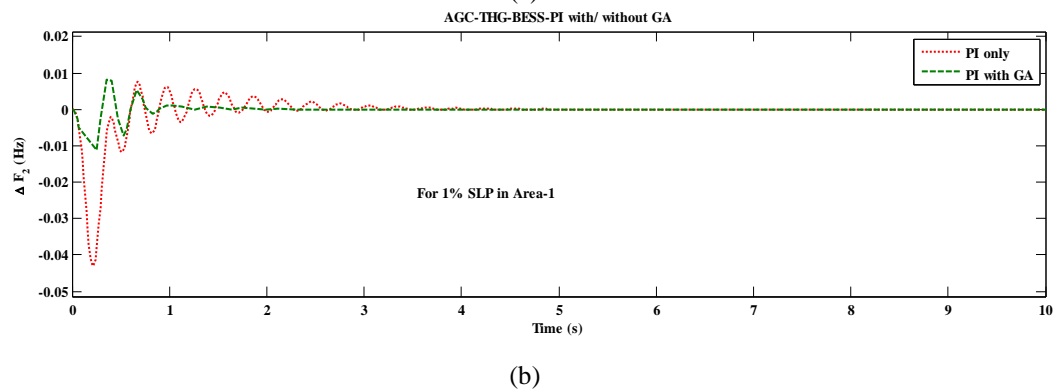 AGC-THG-BESS-PI with/ without GA
0.02
0.01
0
-0.01
-0.02
-0.03
-0.04
-0.05
Δ F2 (Hz)
PI only
PI with GA
For 1% SLP in Area-1
0 1 2 3 4 5 6 7 8 9 10
Time (s)
(b)